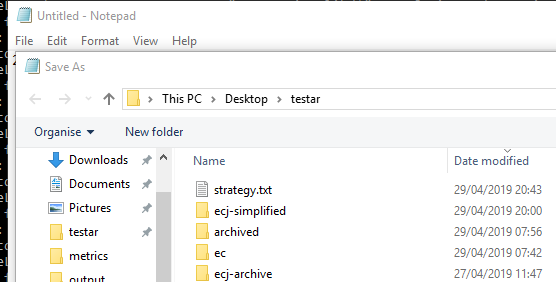 Untitled - Notepad
File Edit Format View Help
Save As
This PC > Desktop > testar
Organise New folder
Name Date modified
Downloads
Documents
Pictures
testar
metrics
output
strategy.txt 29/04/2019 20:43
ecj-simplified 29/04/2019 20:00
archived 29/04/2019 07:56
ec 29/04/2019 07:42
ecj-archive 27/04/2019 11:47